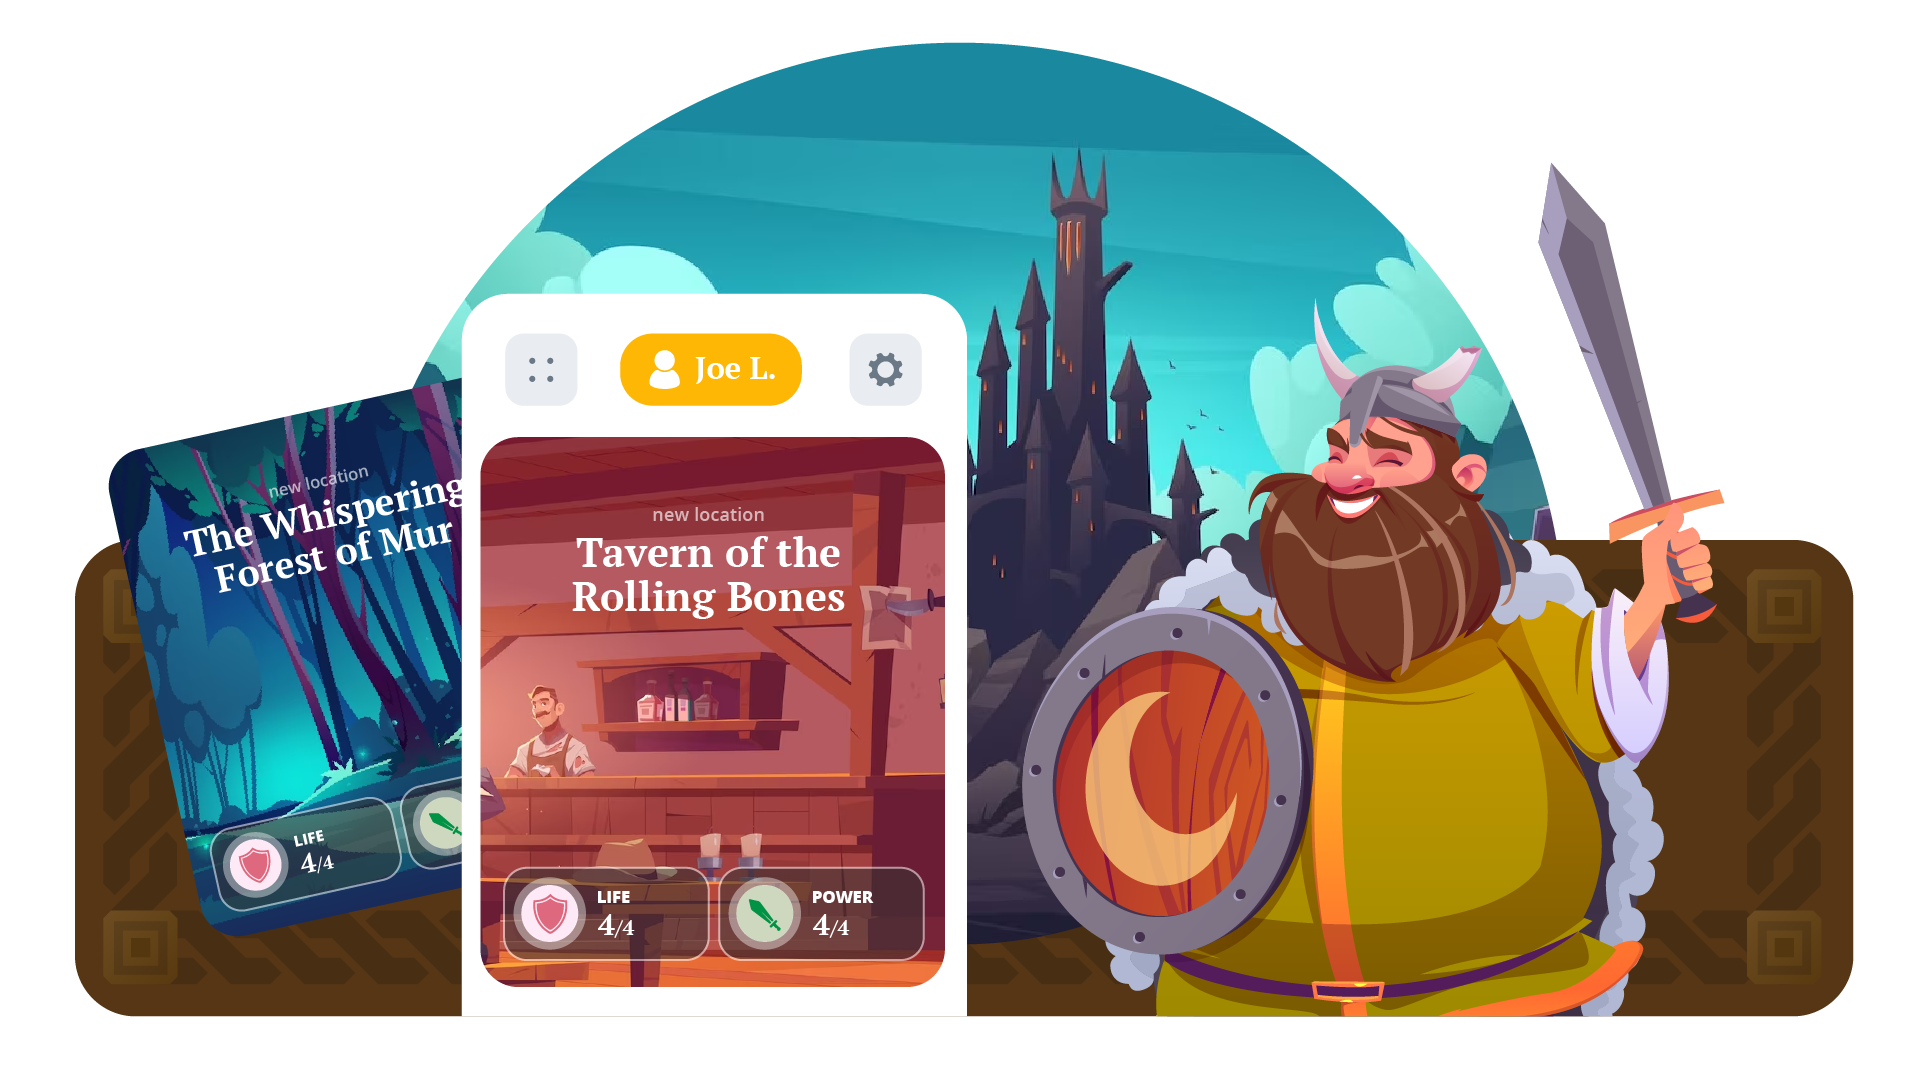 new location
The Whispering
Forest of Mur
LIFE
4/4
Joe L.
new location
Tavern of the
Rolling Bones
LIFE
4/4
POWER
4/4